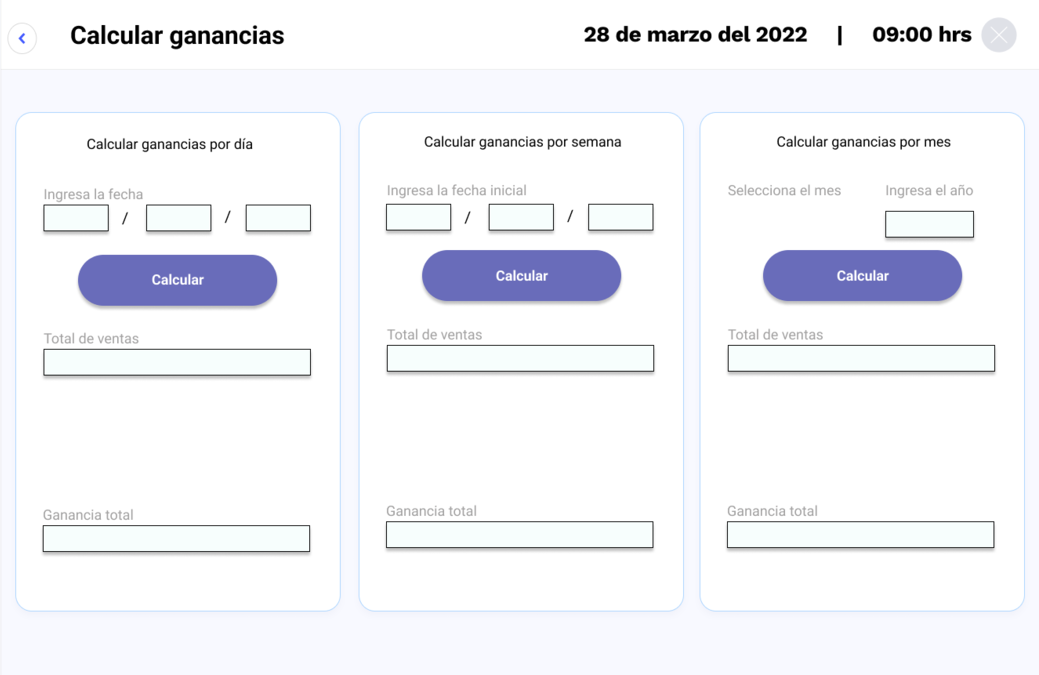 Calcular ganancias
28 de marzo del 2022 | 09:00 hrs
Calcular ganancias por día
Ingresa la fecha
/ /
Calcular
Total de ventas
Ganancia total
Calcular ganancias por semana
Ingresa la fecha inicial
/ /
Calcular
Total de ventas
Ganancia total
Calcular ganancias por mes
Selecciona el mes
Ingresa el año
Calcular
Total de ventas
Ganancia total